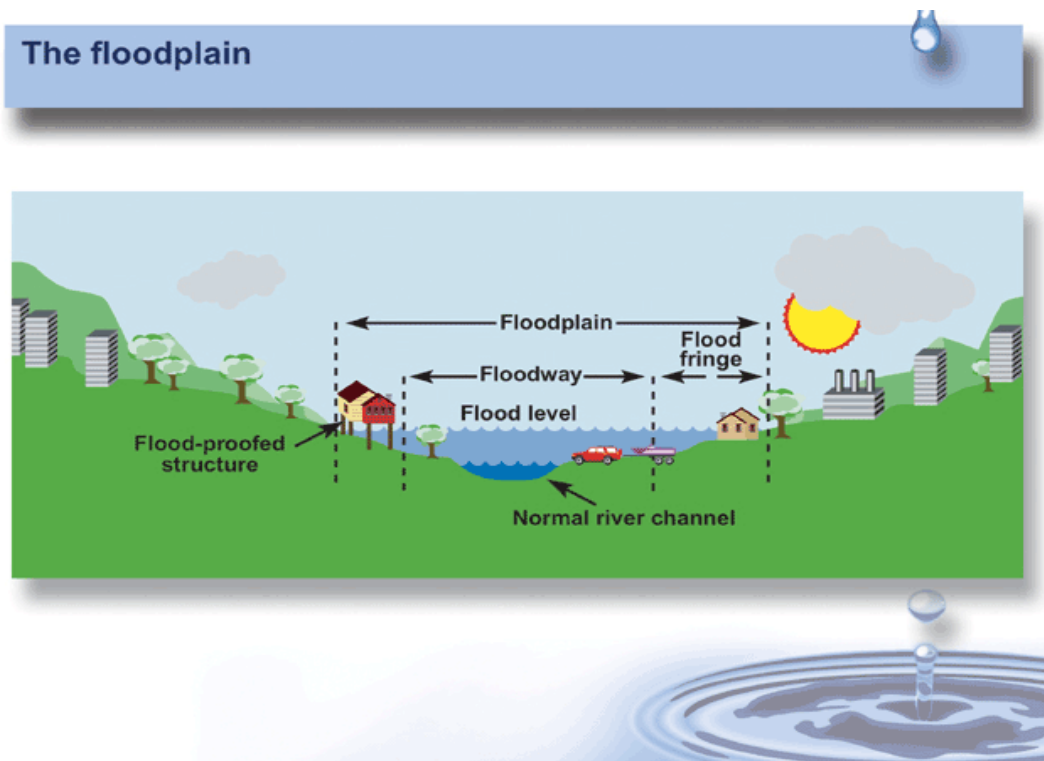 The floodplain
Floodplain
Flood
fringe
Floodway
Flood level
Flood-proofed
structure
Normal river channel